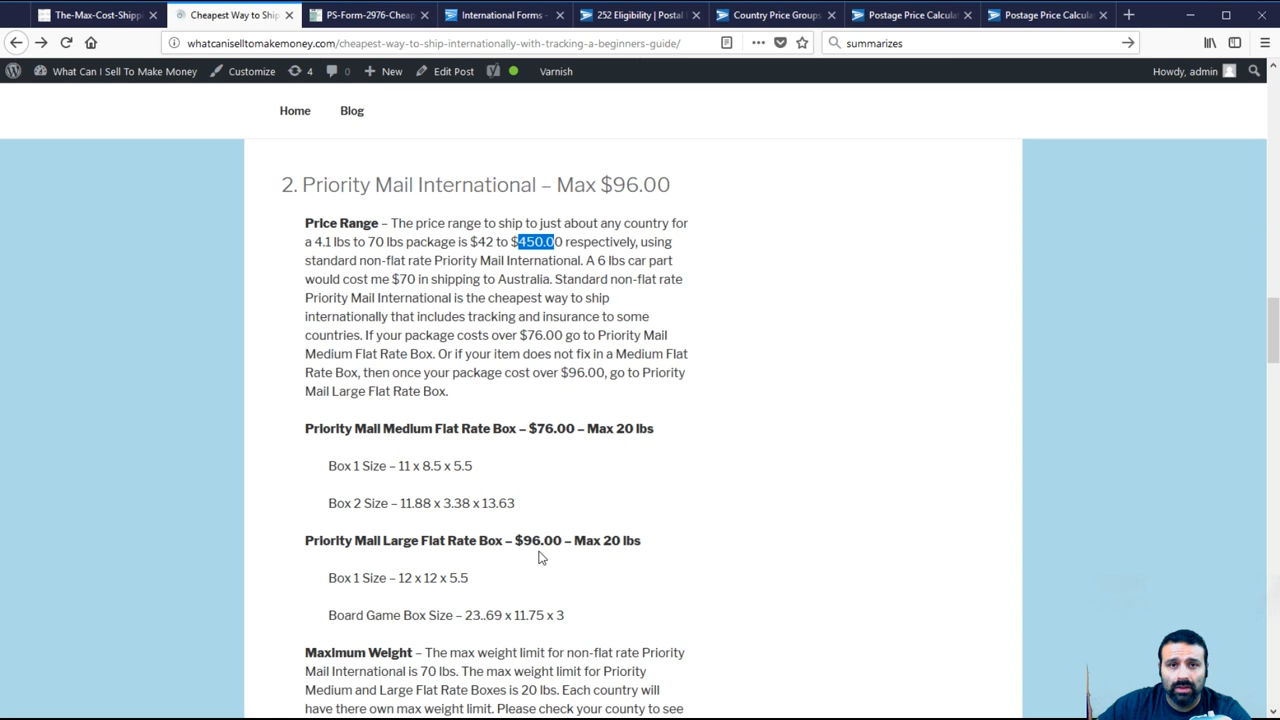 The-Max-Cost-Shippi
Cheapest Way to Ship
PS-Form-2976-Cheap
International Forms –
252 Eligibility | Postal
Country Price Groups
Postage Price Calculat
Postage Price Calculat
whatcaniselltomakemoney.com/cheapest-way-to-ship-internationally-with-tracking-a-beginners-guide/
summarizes
What Can I Sell To Make Money
Customize
4
0
New
Edit Post
Varnish
Howdy, admin
Home
Blog
2. Priority Mail International – Max $96.00
Price Range – The price range to ship to just about any country for
a 4.1 lbs to 70 lbs package is $42 to $450.00 respectively, using
standard non-flat rate Priority Mail International. A 6 lbs car part
would cost me $70 in shipping to Australia. Standard non-flat rate
Priority Mail International is the cheapest way to ship
internationally that includes tracking and insurance to some
countries. If your package costs over $76.00 go to Priority Mail
Medium Flat Rate Box. Or if your item does not fix in a Medium Flat
Rate Box, then once your package cost over $96.00, go to Priority
Mail Large Flat Rate Box.
Priority Mail Medium Flat Rate Box – $76.00 – Max 20 lbs
Box 1 Size – 11 x 8.5 x 5.5
Box 2 Size – 11.88 x 3.38 x 13.63
Priority Mail Large Flat Rate Box – $96.00 – Max 20 lbs
Box 1 Size – 12 x 12 x 5.5
Board Game Box Size – 23..69 x 11.75 x 3
Maximum Weight – The max weight limit for non-flat rate Priority
Mail International is 70 lbs. The max weight limit for Priority
Medium and Large Flat Rate Boxes is 20 lbs. Each country will
have there own max weight limit. Please check your county to see